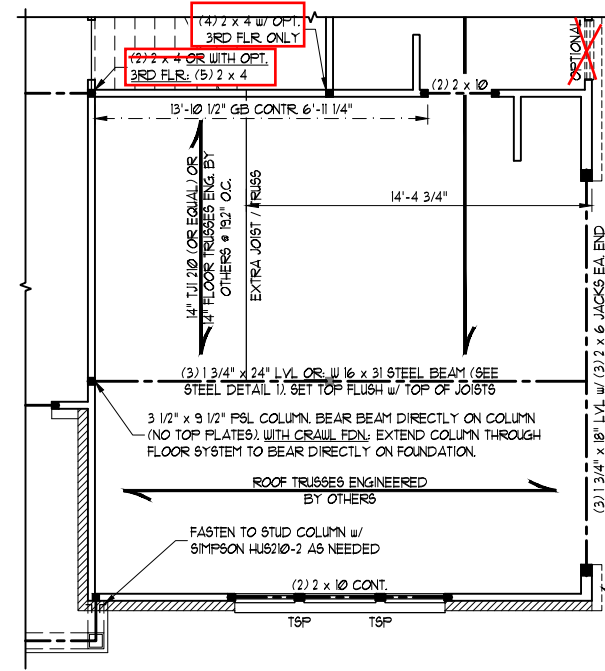 (4) 2 x 4 w/ OPT.
3RD FLR ONLY
(2) 2 x 4 OR WITH OPT.
3RD FLR: (5) 2 x 4
OPTIONAL
(2) 2 x 10
13'-10 1/2" GB CONTR. 6'-11 1/4"
14'-4 3/4"
14" TJI 210 (OR EQUAL) OR
14" FLOOR TRUSSES ENG. BY
OTHERS @ 19.2" O.C.
EXTRA JOIST / TRUSS
(3) 1 3/4" x 24" LVL OR: W 16 x 31 STEEL BEAM (SEE
STEEL DETAIL 1). SET TOP FLUSH w/ TOP OF JOISTS
3 1/2" x 9 1/2" PSL COLUMN. BEAR BEAM DIRECTLY ON COLUMN
(NO TOP PLATES). WITH CRAWL FDN.: EXTEND COLUMN THROUGH
FLOOR SYSTEM TO BEAR DIRECTLY ON FOUNDATION.
(3) 1 3/4" x 18" LVL w/ (3) 2 x 6 JACKS EA. END
ROOF TRUSSES ENGINEERED
BY OTHERS
FASTEN TO STUD COLUMN w/
SIMPSON HUS210-2 AS NEEDED
(2) 2 x 10 CONT.
TSP TSP